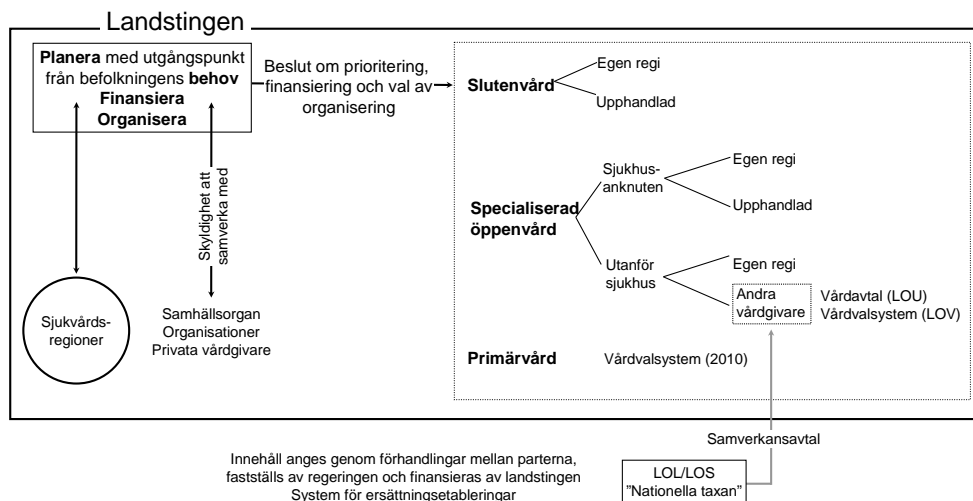 Landstingen
Planera med utgångspunkt
från befolkningens behov
Finansiera
Organisera
Beslut om prioritering,
finansiering och val av
organisering
Skyldighet att
samverka med
Sjukvårds-
regioner
Samhällsorgan
Organisationer
Privata vårdgivare
Slutenvård
Egen regi
Upphandlad
Specialiserad
öppenvård
Sjukhus-
anknuten
Egen regi
Upphandlad
Utanför
sjukhus
Egen regi
Andra
vårdgivare
Vårdavtal (LOU)
Vårdvalsystem (LOV)
Primärvård
Vårdvalsystem (2010)
Samverkansavtal
Innehåll anges genom förhandlingar mellan parterna,
fastställs av regeringen och finansieras av landstingen
System för ersättningsetableringar
LOL/LOS
"Nationella taxan"